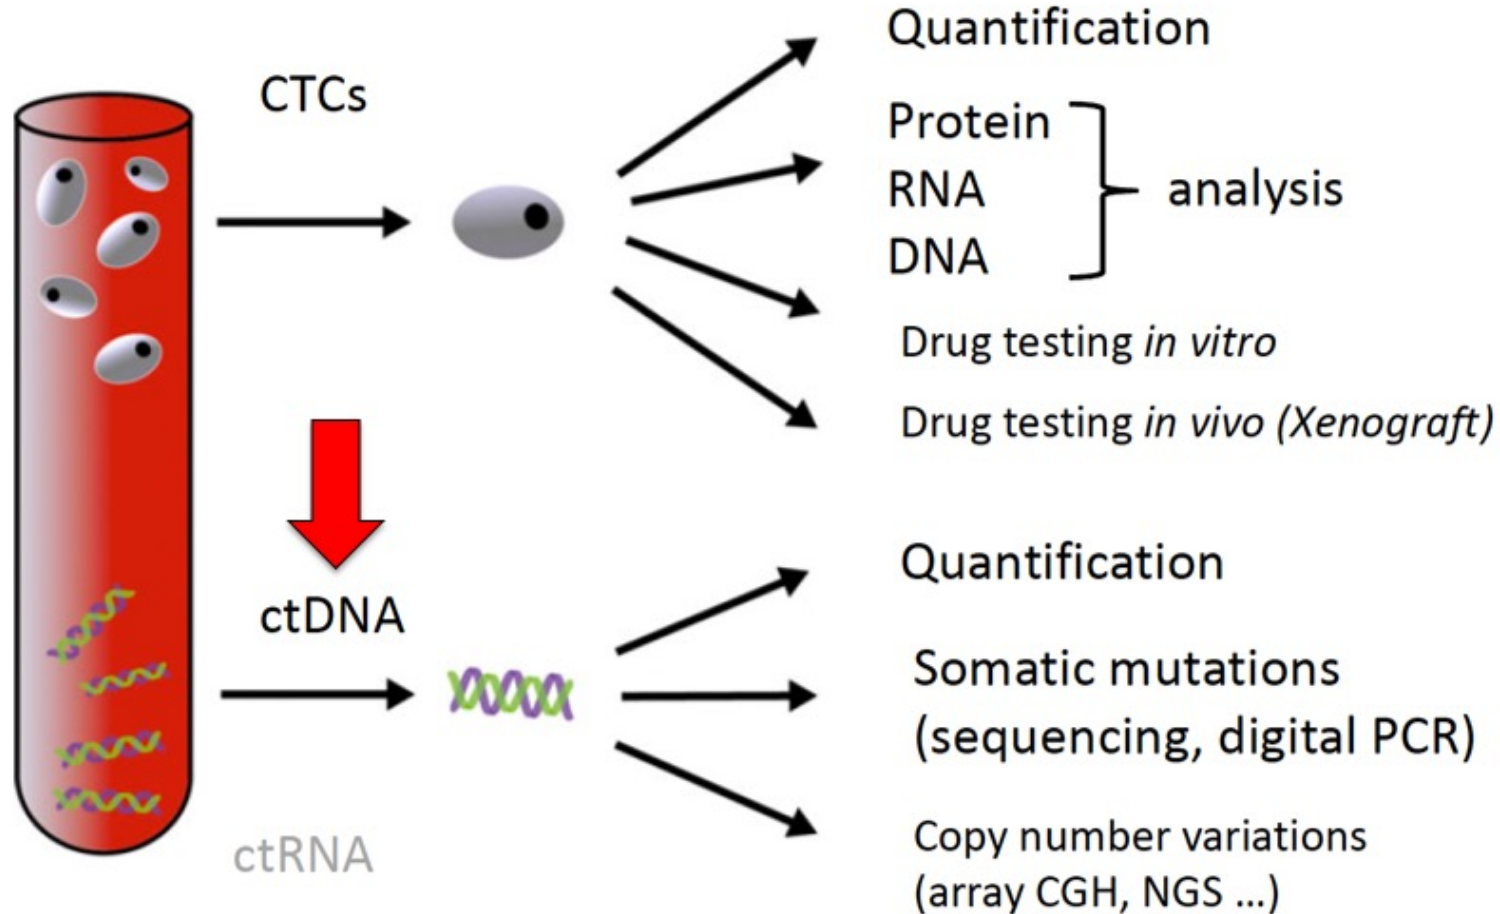 CTCs
Quantification
Protein
RNA
DNA
analysis
Drug testing in vitro
Drug testing in vivo (Xenograft)
ctDNA
Quantification
Somatic mutations
(sequencing, digital PCR)
Copy number variations
(array CGH, NGS ...)
ctRNA